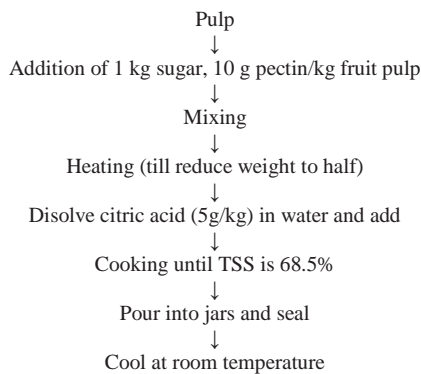 Pulp
↓
Addition of 1 kg sugar, 10 g pectin/kg fruit pulp
↓
Mixing
↓
Heating (till reduce weight to half)
↓
Disolve citric acid (5g/kg) in water and add
↓
Cooking until TSS is 68.5%
↓
Pour into jars and seal
↓
Cool at room temperature